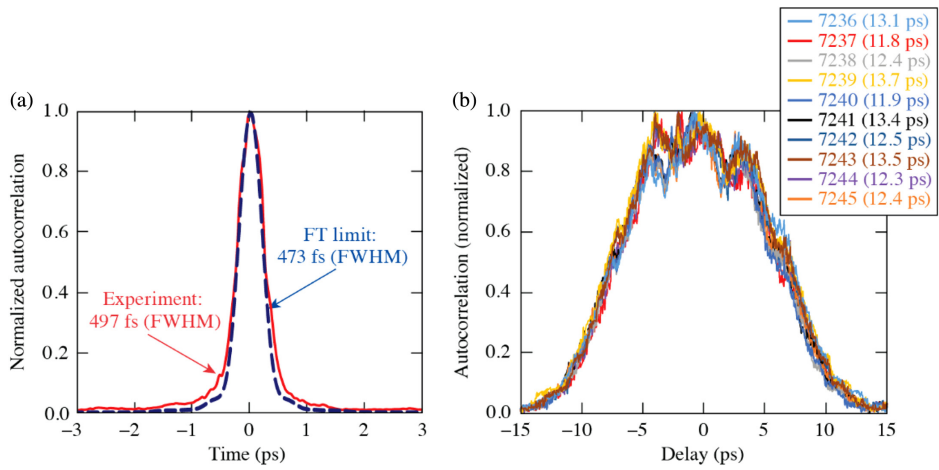 7236 (13.1 ps)
7237 (11.8 ps)
7238 (12.4 ps)
7239 (13.7 ps)
7240 (11.9 ps)
7241 (13.4 ps)
7242 (12.5 ps)
7243 (13.5 ps)
7244 (12.3 ps)
7245 (12.4 ps)
(a)
Normalized autocorrelation
1.0
0.8
0.6
0.4
0.2
0.0
FT limit:
473 fs (FWHM)
Experiment:
497 fs (FWHM)
−3 −2 −1 0 1 2 3
Time (ps)
(b)
Autocorrelation (normalized)
1.0
0.8
0.6
0.4
0.2
0.0
−15 −10 −5 0 5 10 15
Delay (ps)